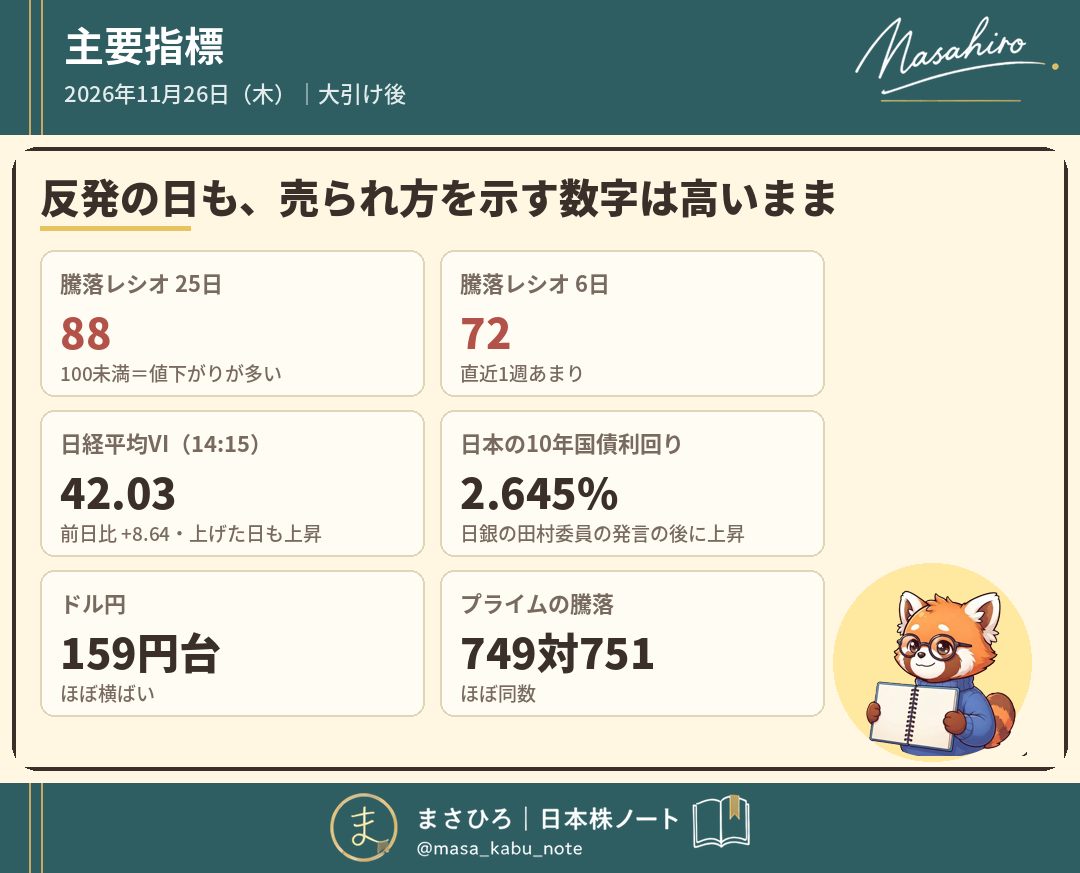 主要指標
2026年11月26日（木）｜大引け後
Masahiro
反発の日も、売られ方を示す数字は高いまま
騰落レシオ 25日
88
100未満＝値下がりが多い
騰落レシオ 6日
72
直近1週あまり
日経平均VI（14:15）
42.03
前日比 +8.64・上げた日も上昇
日本の10年国債利回り
2.645%
日銀の田村委員の発言の後に上昇
ドル円
159円台
ほぼ横ばい
プライムの騰落
749対751
ほぼ同数
ま
まさひろ｜日本株ノート
@masa_kabu_note